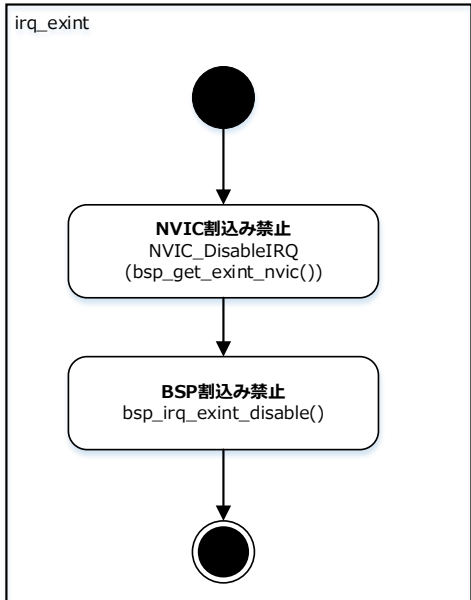 irq_exint
NVIC割込み禁止
NVIC_DisableIRQ
(bsp_get_exint_nvic())
BSP割込み禁止
bsp_irq_exint_disable()